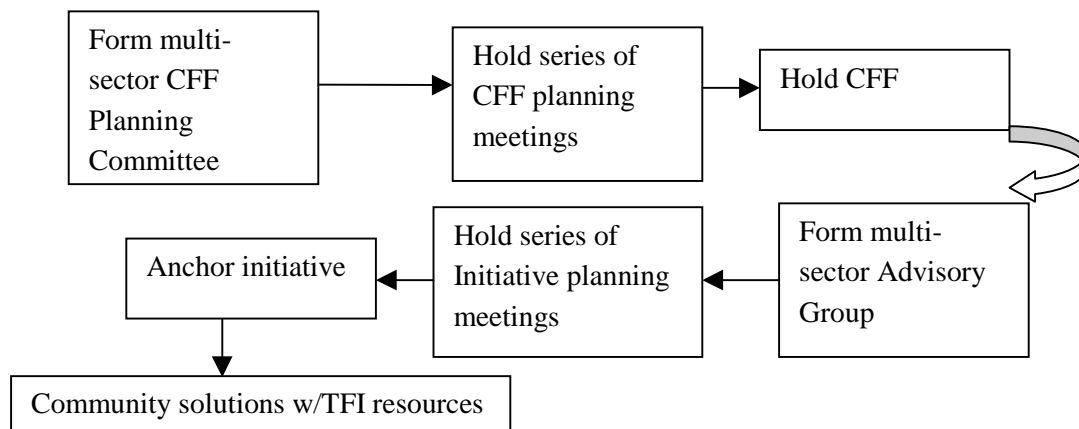 Form multi-
sector CFF
Planning
Committee
Hold series of
CFF planning
meetings
Hold CFF
Form multi-
sector Advisory
Group
Hold series of
Initiative planning
meetings
Anchor initiative
Community solutions w/TFI resources